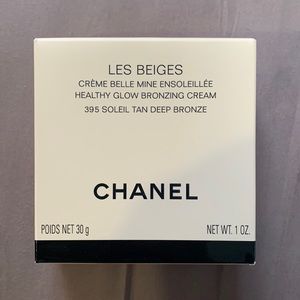 LES BEIGES
CRÈME BELLE MINE ENSOLEILLÉE
HEALTHY GLOW BRONZING CREAM
395 SOLEIL TAN DEEP BRONZE
CHANEL
POIDS NET 30 g NET WT. 1 OZ.